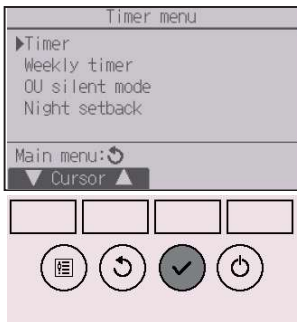 Timer menu
Timer
Weekly timer
OU silent mode
Night setback
Main menu:
Cursor